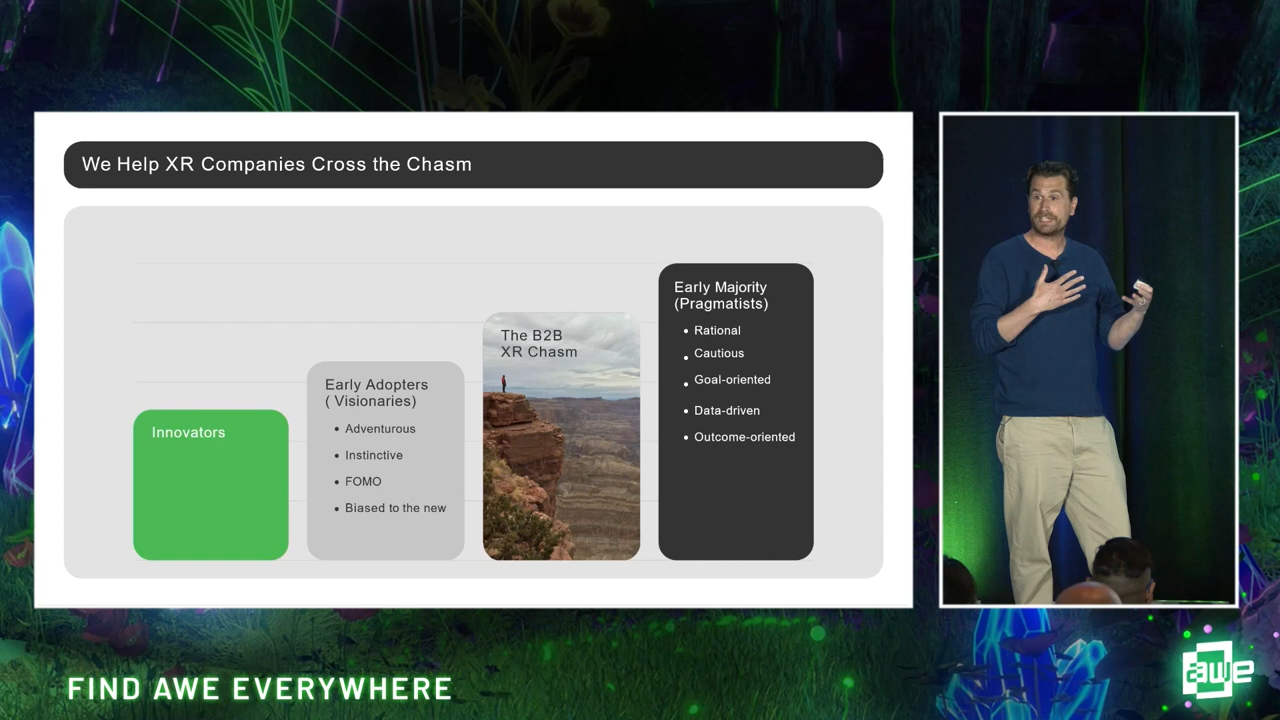 We Help XR Companies Cross the Chasm
Innovators
Early Adopters
( Visionaries)
• Adventurous
• Instinctive
• FOMO
• Biased to the new
The B2B
XR Chasm
Early Majority
(Pragmatists)
• Rational
• Cautious
• Goal-oriented
• Data-driven
• Outcome-oriented
FIND AWE EVERYWHERE
awe